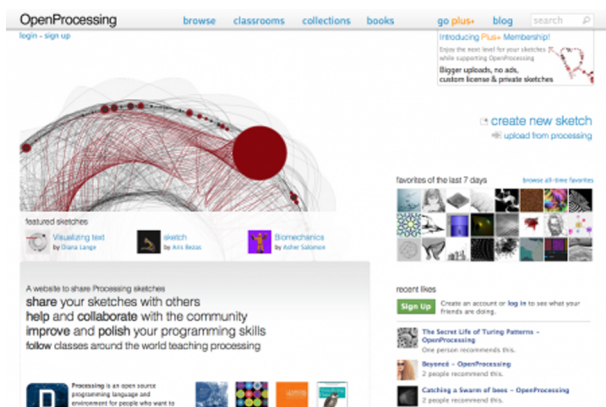 OpenProcessing
browse classrooms collections books go plus+ blog search
login - sign up
Introducing Plus+ Membership!
Enjoy the next level for your sketches
while supporting OpenProcessing
Bigger uploads, no ads,
custom license & private sketches
create new sketch
upload from processing
favorites of the last 7 days browse all-time favorites
featured sketches
Visualizing text
by Diana Lange
sketch
by Aris Bezas
Biomechanics
by Asher Salomon
A website to share Processing sketches
share your sketches with others
help and collaborate with the community
improve and polish your programming skills
follow classes around the world teaching processing
recent likes
Sign Up Create an account or log in to see what your
friends are doing.
The Secret Life of Turing Patterns -
OpenProcessing
One person recommends this.
Beyoncé - OpenProcessing
2 people recommend this.
Catching a Swarm of bees - OpenProcessing
2 people recommend this.
Processing is an open source
programming language and
environment for people who want to